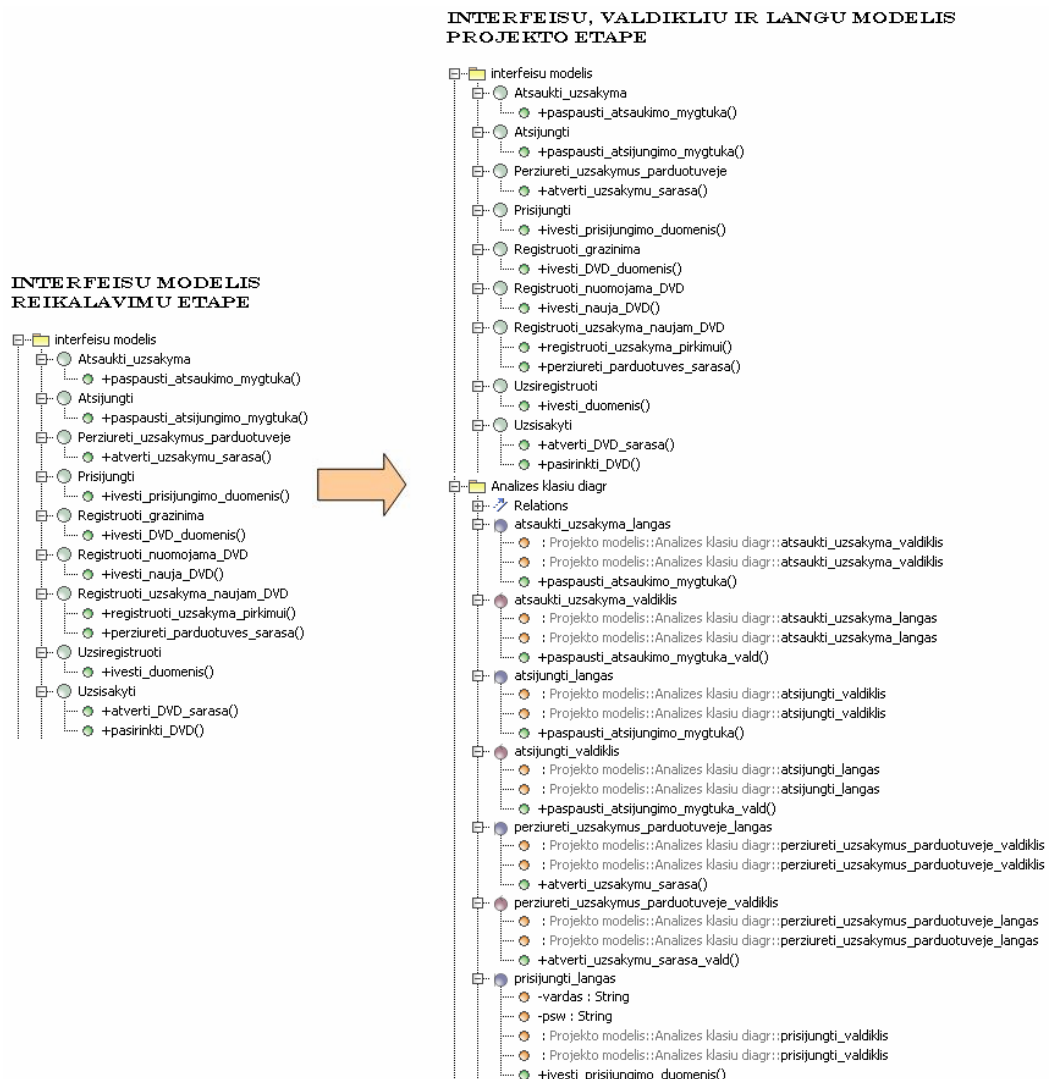 INTERFEISU, VALDIKLIU IR LANGU MODELIS
PROJEKTO ETAPE
interfeisu modelis
Atsaukti_uzsakyma
+paspausti_atsaukimo_mygtuka()
Atsijungti
+paspausti_atsijungimo_mygtuka()
Perziureti_uzsakymus_parduotuveje
+atverti_uzsakymu_sarasa()
Prisijungti
+ivesti_prisijungimo_duomenis()
Registruoti_grazinima
+ivesti_DVD_duomenis()
Registruoti_nuomojama_DVD
+ivesti_nauja_DVD()
Registruoti_uzsakyma_naujam_DVD
+registruoti_uzsakyma_pirkimui()
+perziureti_parduotuves_sarasa()
Uzsiregistruoti
+ivesti_duomenis()
Uzsisakyti
+atverti_DVD_sarasa()
+pasirinkti_DVD()
Analizes klasiu diagr
Relations
atsaukti_uzsakyma_langas
: Projekto modelis::Analizes klasiu diagr::atsaukti_uzsakyma_valdiklis
: Projekto modelis::Analizes klasiu diagr::atsaukti_uzsakyma_valdiklis
+paspausti_atsaukimo_mygtuka()
atsaukti_uzsakyma_valdiklis
: Projekto modelis::Analizes klasiu diagr::atsaukti_uzsakyma_langas
: Projekto modelis::Analizes klasiu diagr::atsaukti_uzsakyma_langas
+paspausti_atsaukimo_mygtuka_vald()
atsijungti_langas
: Projekto modelis::Analizes klasiu diagr::atsijungti_valdiklis
: Projekto modelis::Analizes klasiu diagr::atsijungti_valdiklis
+paspausti_atsijungimo_mygtuka()
atsijungti_valdiklis
: Projekto modelis::Analizes klasiu diagr::atsijungti_langas
: Projekto modelis::Analizes klasiu diagr::atsijungti_langas
+paspausti_atsijungimo_mygtuka_vald()
perziureti_uzsakymus_parduotuveje_langas
: Projekto modelis::Analizes klasiu diagr::perziureti_uzsakymus_parduotuveje_valdiklis
: Projekto modelis::Analizes klasiu diagr::perziureti_uzsakymus_parduotuveje_valdiklis
+atverti_uzsakymu_sarasa()
perziureti_uzsakymus_parduotuveje_valdiklis
: Projekto modelis::Analizes klasiu diagr::perziureti_uzsakymus_parduotuveje_langas
: Projekto modelis::Analizes klasiu diagr::perziureti_uzsakymus_parduotuveje_langas
+atverti_uzsakymu_sarasa_vald()
prisijungti_langas
-vardas : String
-psw : String
: Projekto modelis::Analizes klasiu diagr::prisijungti_valdiklis
: Projekto modelis::Analizes klasiu diagr::prisijungti_valdiklis
+ivesti_prisijungimo_duomenis()
INTERFEISU MODELIS
REIKALAVIMU ETAPE
interfeisu modelis
Atsaukti_uzsakyma
+paspausti_atsaukimo_mygtuka()
Atsijungti
+paspausti_atsijungimo_mygtuka()
Perziureti_uzsakymus_parduotuveje
+atverti_uzsakymu_sarasa()
Prisijungti
+ivesti_prisijungimo_duomenis()
Registruoti_grazinima
+ivesti_DVD_duomenis()
Registruoti_nuomojama_DVD
+ivesti_nauja_DVD()
Registruoti_uzsakyma_naujam_DVD
+registruoti_uzsakyma_pirkimui()
+perziureti_parduotuves_sarasa()
Uzsiregistruoti
+ivesti_duomenis()
Uzsisakyti
+atverti_DVD_sarasa()
+pasirinkti_DVD()